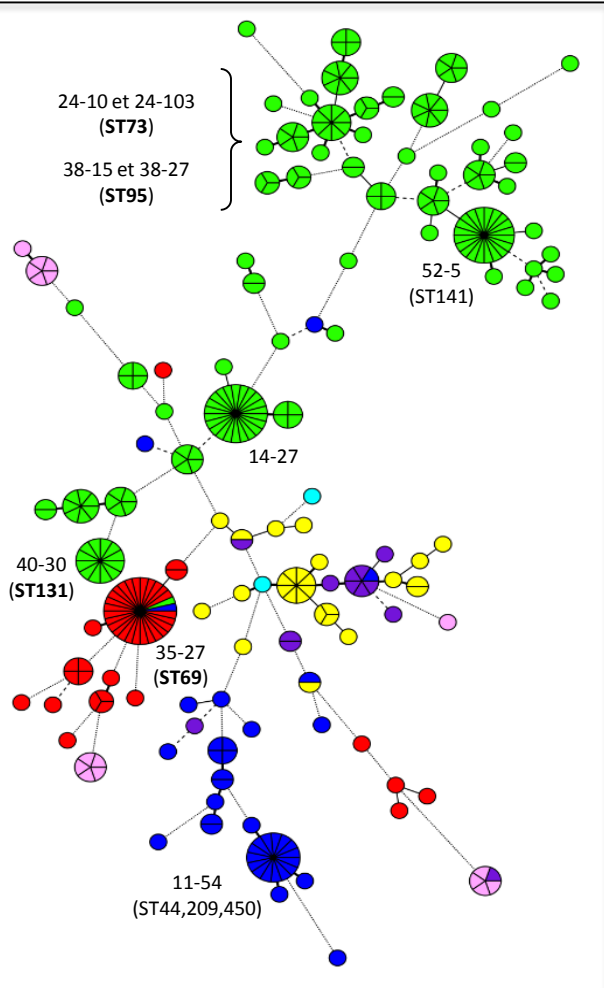 24-10 et 24-103
(ST73)
38-15 et 38-27
(ST95)
52-5
(ST141)
14-27
40-30
(ST131)
35-27
(ST69)
11-54
(ST44,209,450)